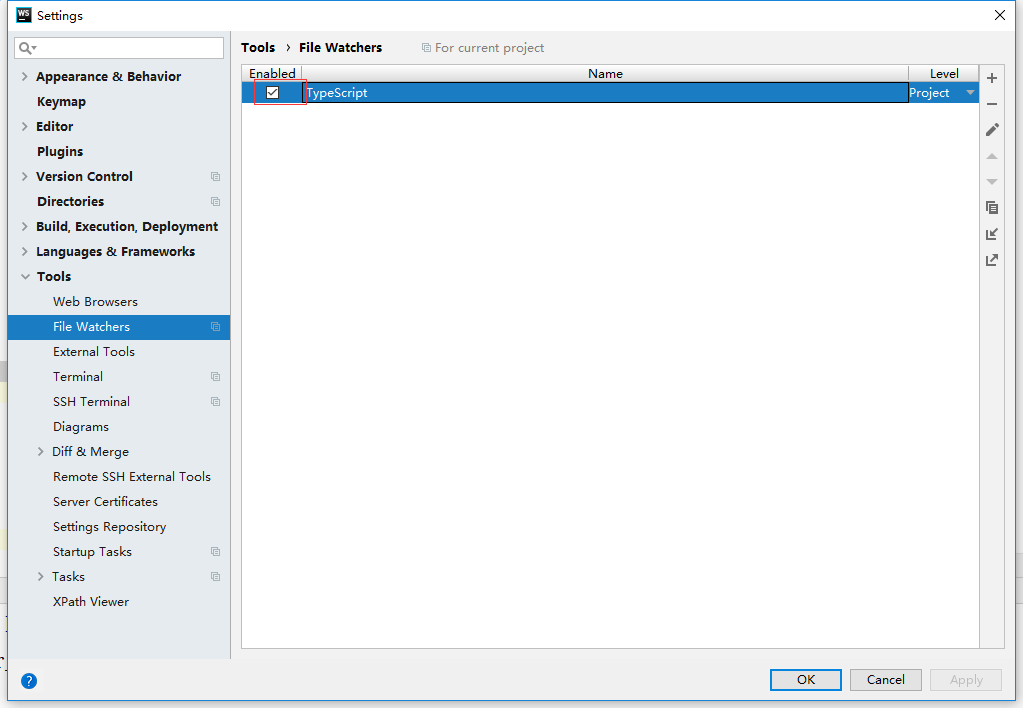 WS Settings
Tools › File Watchers For current project
Appearance & Behavior
Keymap
Editor
Plugins
Version Control
Directories
Build, Execution, Deployment
Languages & Frameworks
Tools
Web Browsers
File Watchers
External Tools
Terminal
SSH Terminal
Diagrams
Diff & Merge
Remote SSH External Tools
Server Certificates
Settings Repository
Startup Tasks
Tasks
XPath Viewer
Enabled Name Level
TypeScript Project
? OK Cancel Apply